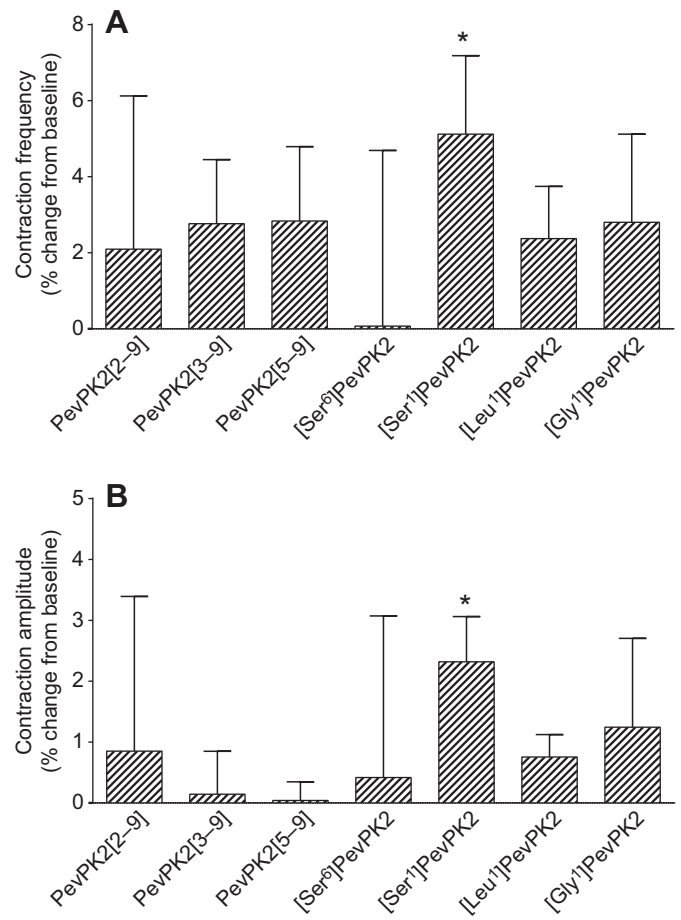 A
8
6
4
2
0
Contraction frequency
(% change from baseline)
*
PevPK2[2–9]
PevPK2[3–9]
PevPK2[5–9]
[Ser⁶]PevPK2
[Ser¹]PevPK2
[Leu¹]PevPK2
[Gly¹]PevPK2
B
5
4
3
2
1
0
Contraction amplitude
(% change from baseline)
*
PevPK2[2–9]
PevPK2[3–9]
PevPK2[5–9]
[Ser⁶]PevPK2
[Ser¹]PevPK2
[Leu¹]PevPK2
[Gly¹]PevPK2